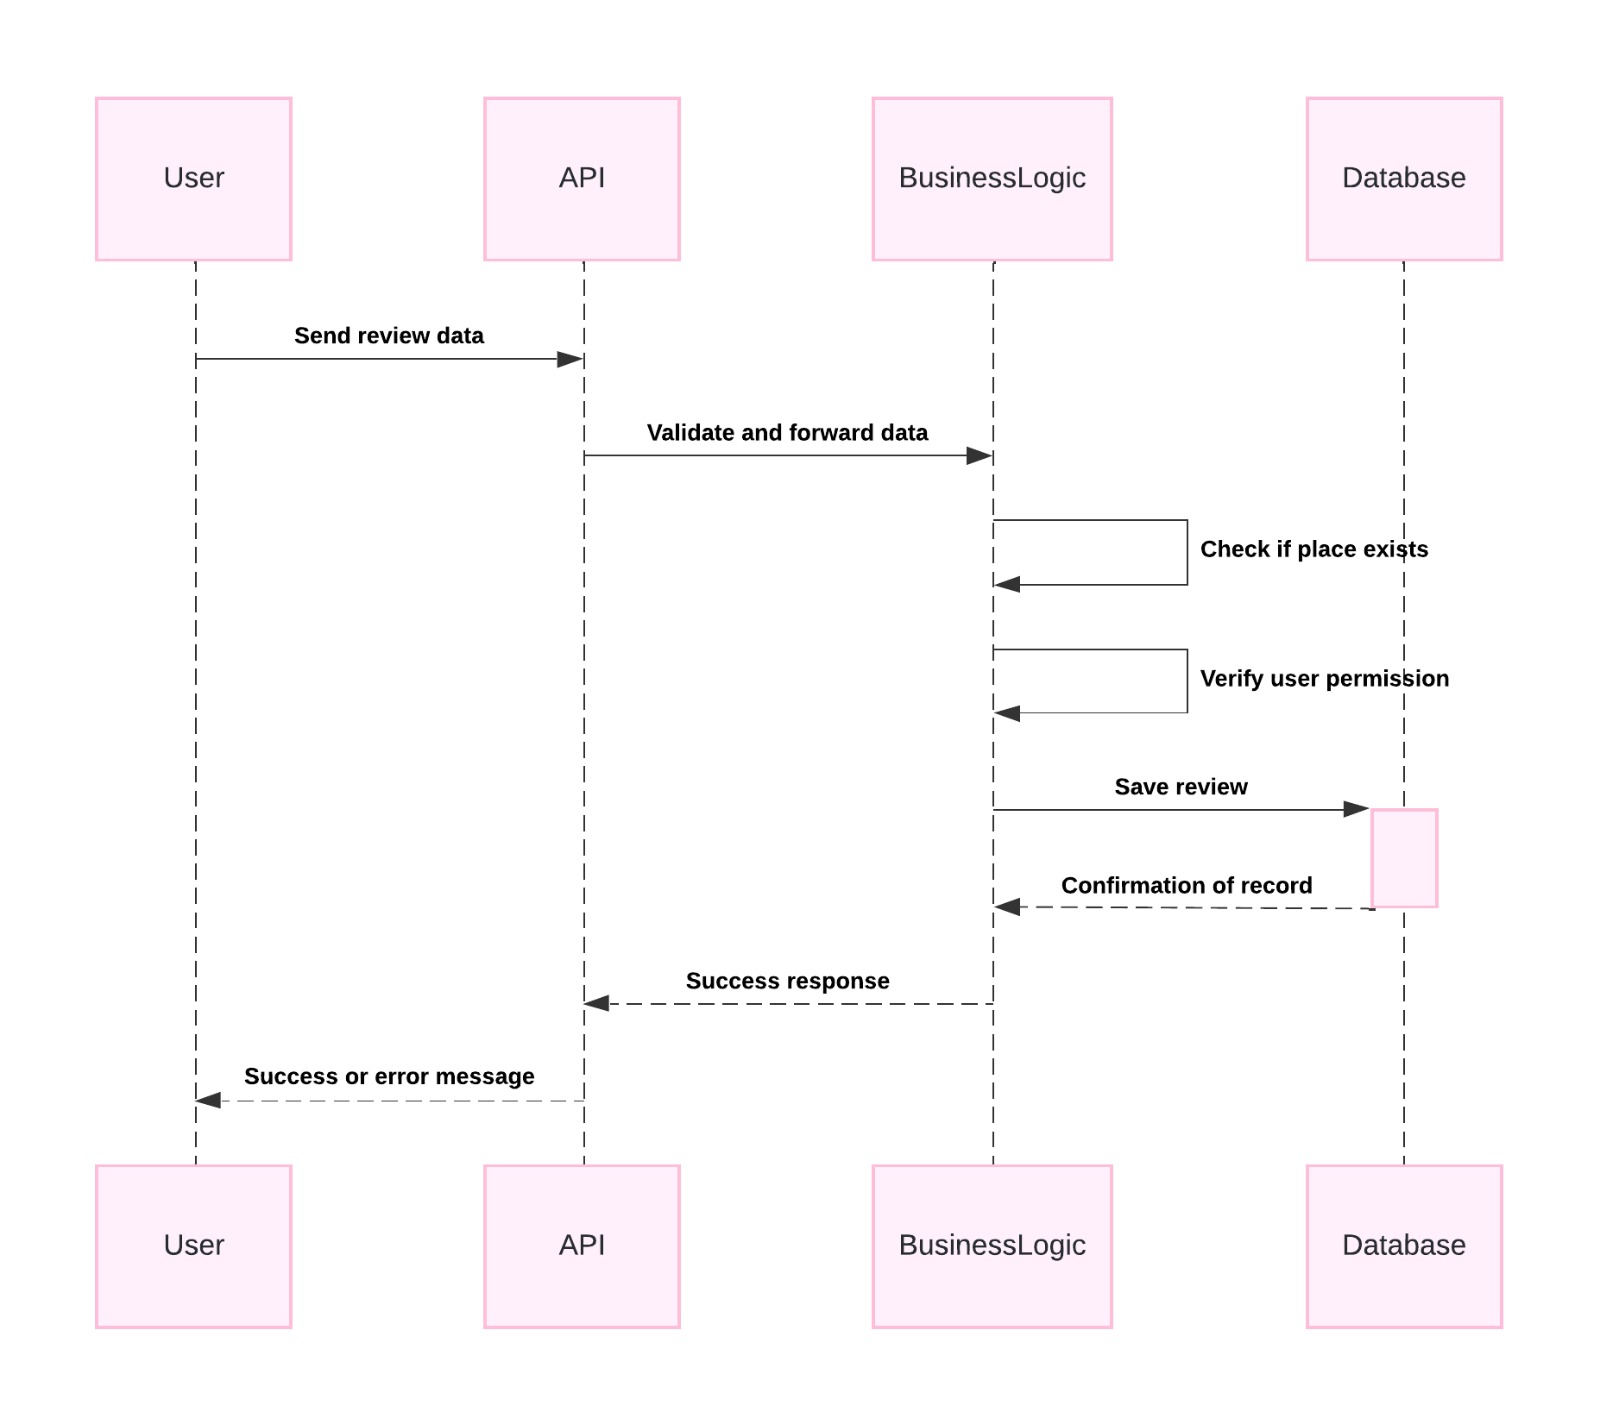 User
API
BusinessLogic
Database
Send review data
Validate and forward data
Check if place exists
Verify user permission
Save review
Confirmation of record
Success response
Success or error message
User
API
BusinessLogic
Database